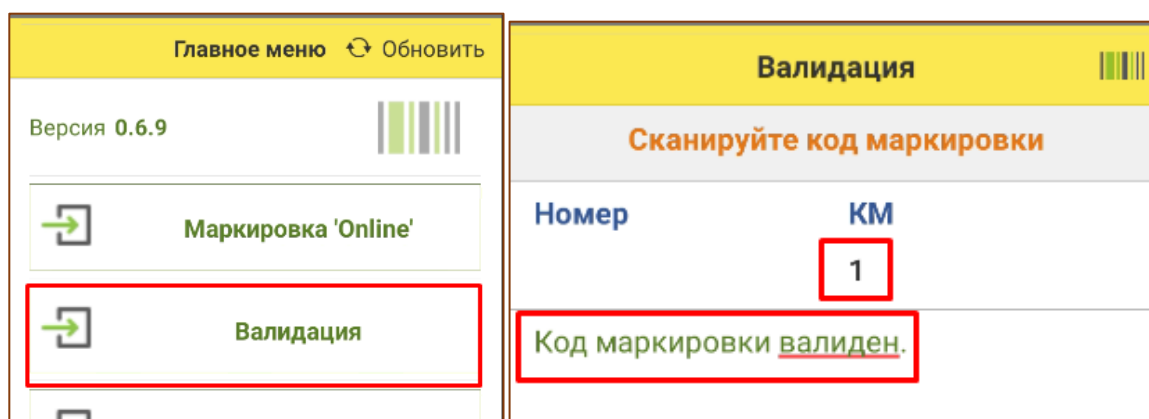 Главное меню Обновить
Версия 0.6.9
Маркировка 'Online'
Валидация
Валидация
Сканируйте код маркировки
Номер КМ
1
Код маркировки валиден.